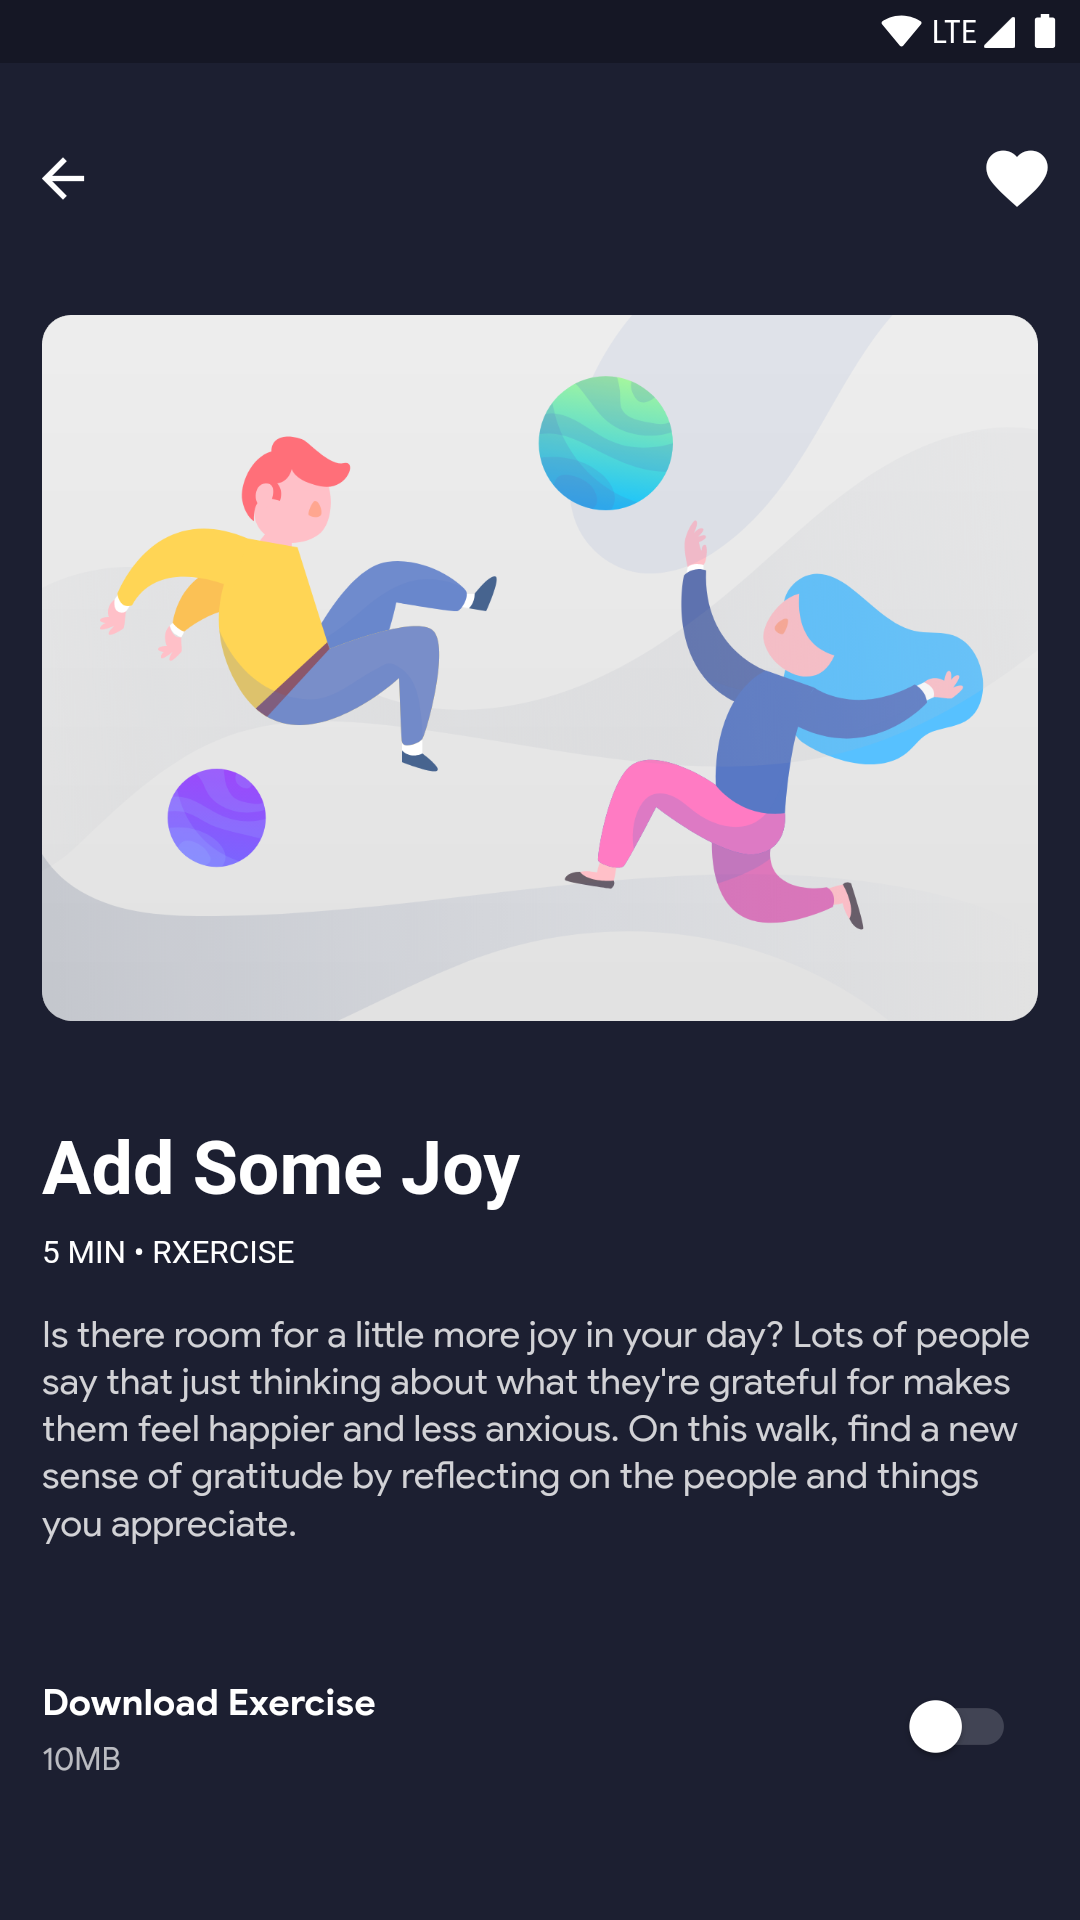 LTE
Add Some Joy
5 MIN • RXERCISE
Is there room for a little more joy in your day? Lots of people
say that just thinking about what they're grateful for makes
them feel happier and less anxious. On this walk, find a new
sense of gratitude by reflecting on the people and things
you appreciate.
Download Exercise
10MB